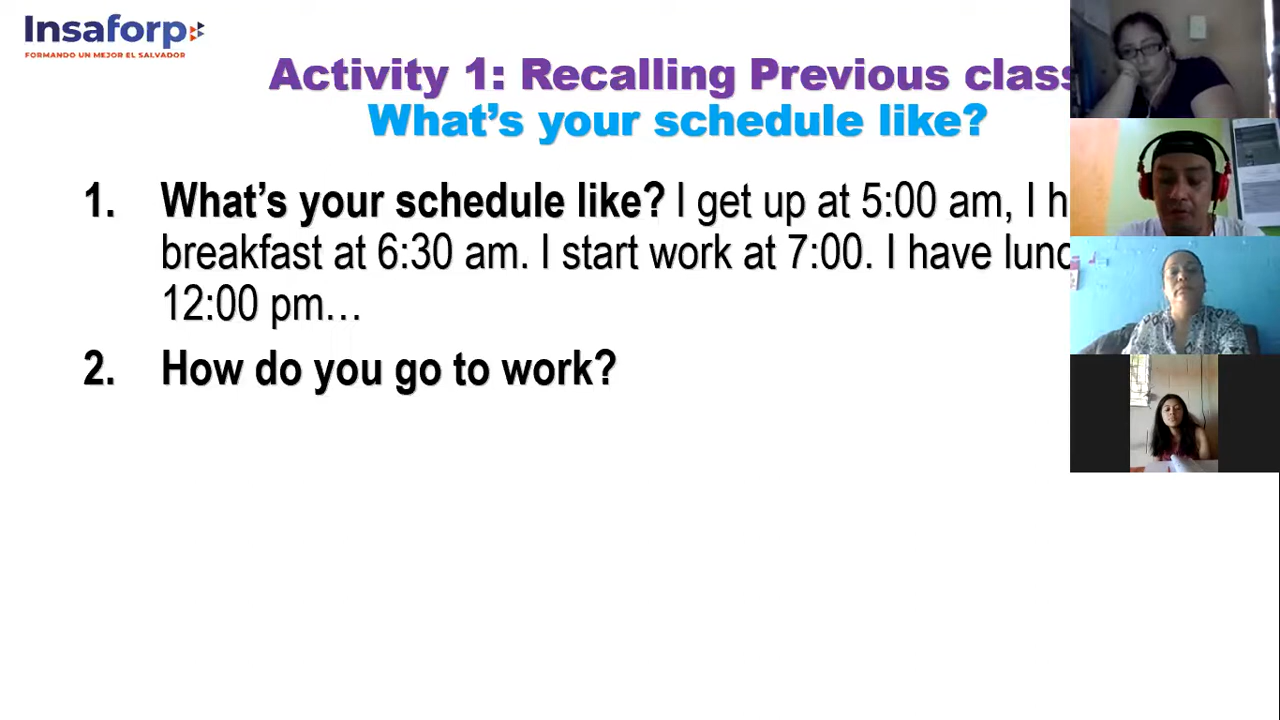 Insaforp
FORMANDO UN MEJOR EL SALVADOR
Activity 1: Recalling Previous class
What's your schedule like?
1. What's your schedule like? I get up at 5:00 am, I h
breakfast at 6:30 am. I start work at 7:00. I have lunc
12:00 pm…
2. How do you go to work?